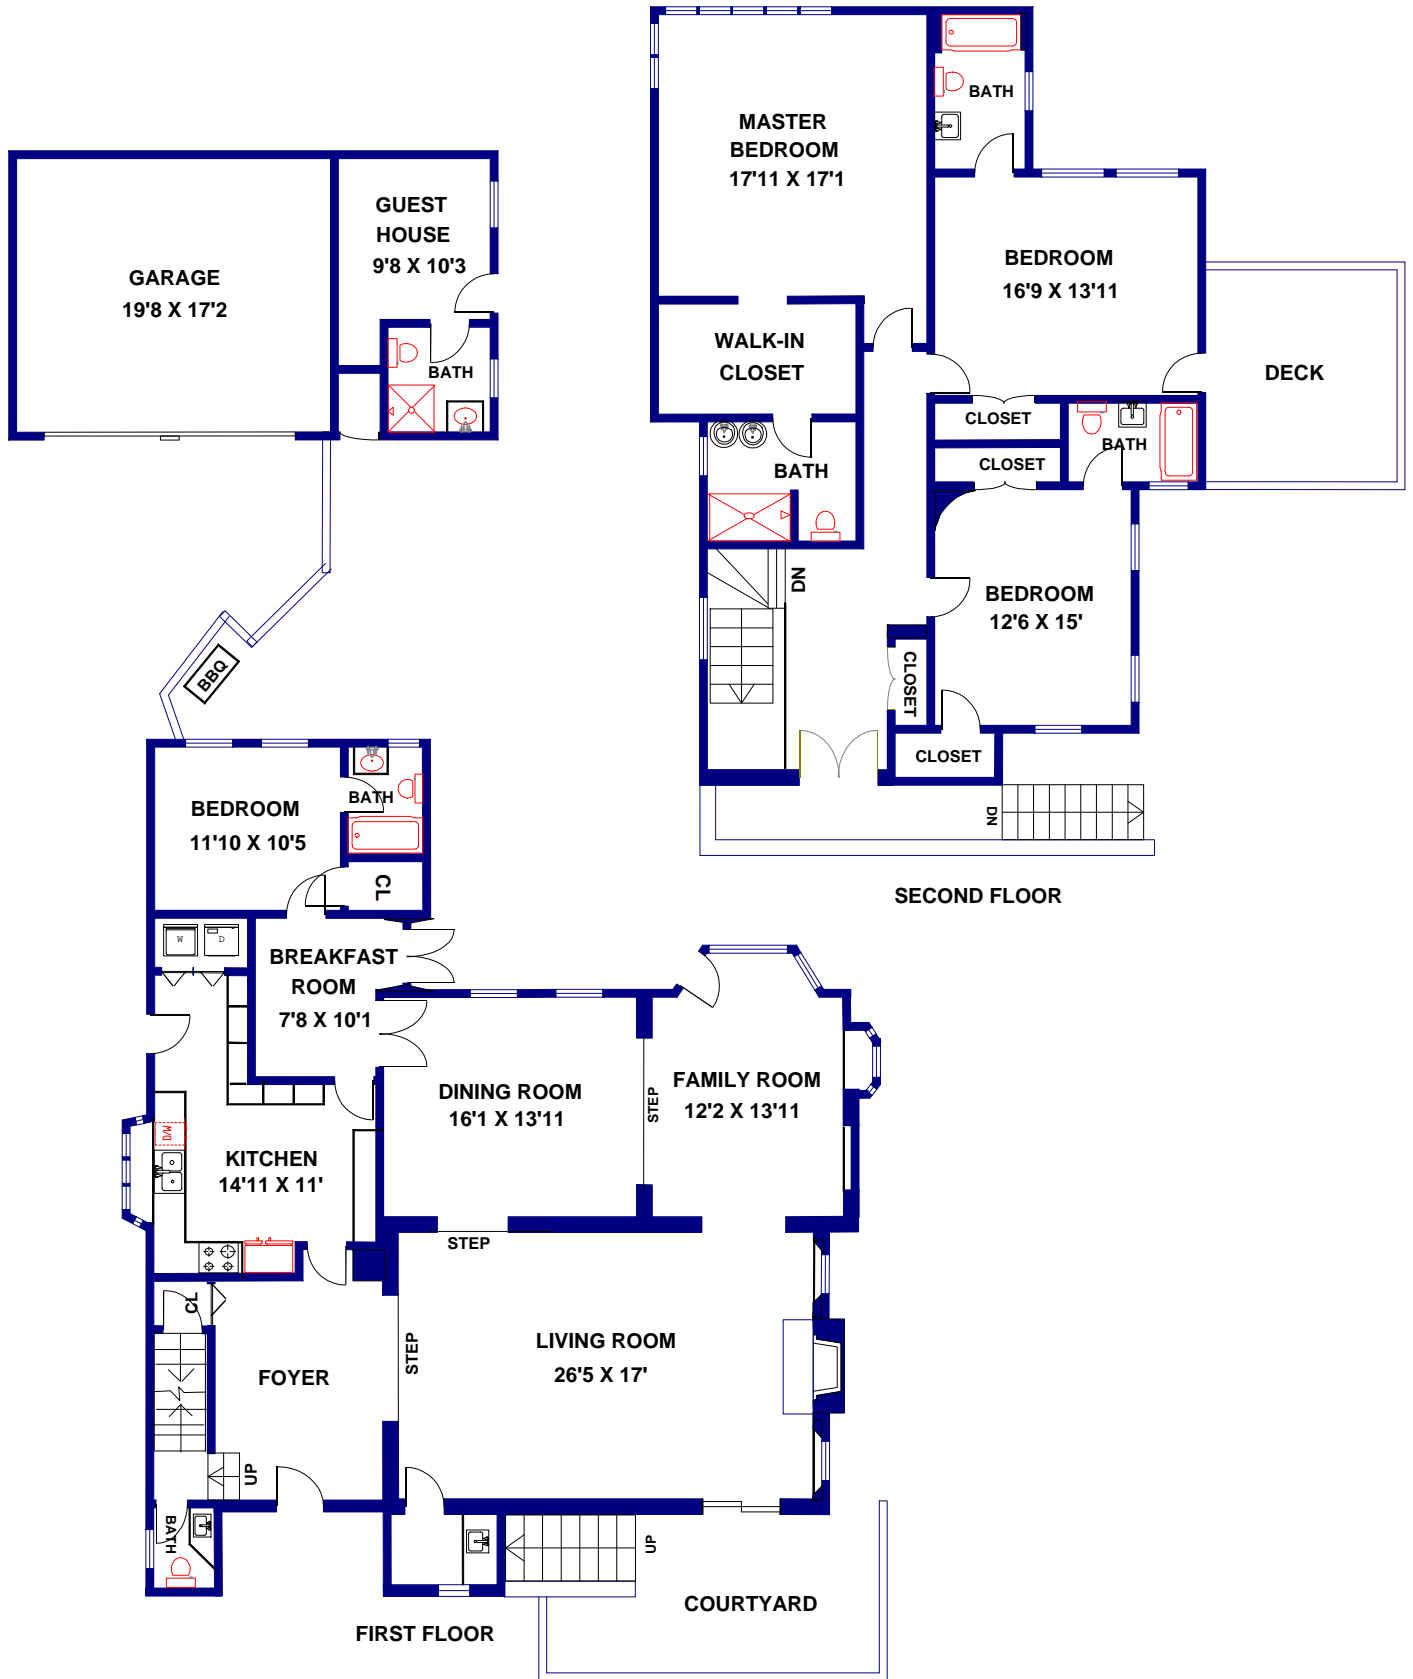 MASTER
BEDROOM
17'11 X 17'1
BATH
GUEST
HOUSE
9'8 X 10'3
GARAGE
19'8 X 17'2
BEDROOM
16'9 X 13'11
WALK-IN
CLOSET
DECK
BATH
CLOSET
BATH
CLOSET
BATH
DN
BEDROOM
12'6 X 15'
CLOSET
BBQ
CLOSET
DN
BEDROOM
11'10 X 10'5
BATH
CL
SECOND FLOOR
W
D
BREAKFAST
ROOM
7'8 X 10'1
DINING ROOM
16'1 X 13'11
STEP
FAMILY ROOM
12'2 X 13'11
D/W
KITCHEN
14'11 X 11'
STEP
CL
STEP
LIVING ROOM
26'5 X 17'
FOYER
UP
BATH
UP
COURTYARD
FIRST FLOOR